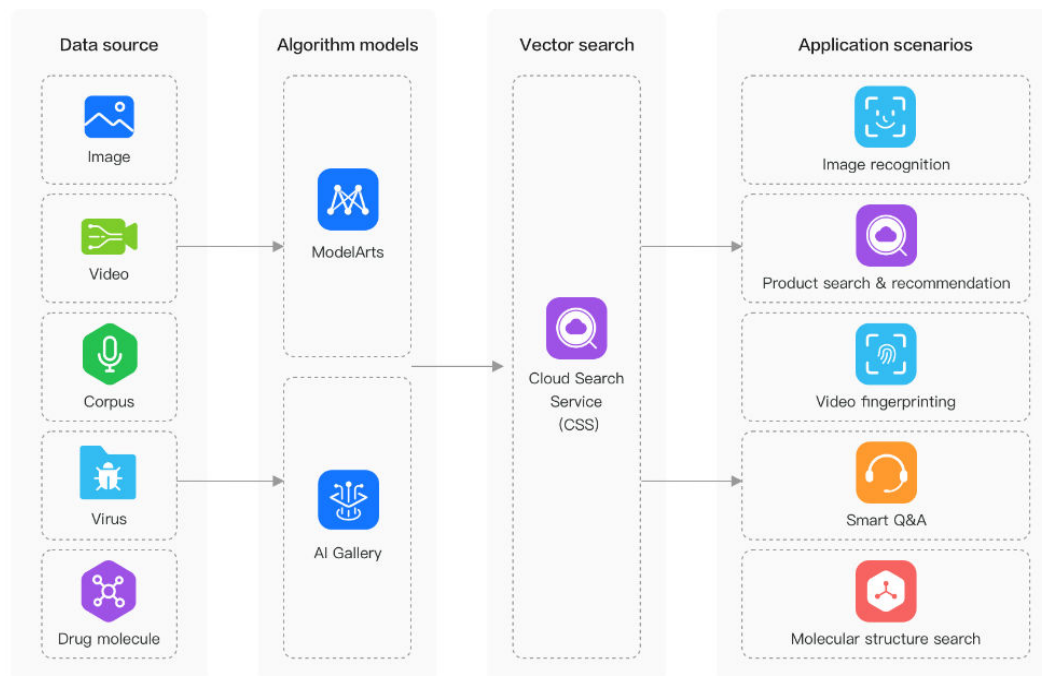 Data source
Image
Video
Corpus
Virus
Drug molecule
Algorithm models
ModelArts
AI Gallery
Vector search
Cloud Search
Service
(CSS)
Application scenarios
Image recognition
Product search & recommendation
Video fingerprinting
Smart Q&A
Molecular structure search